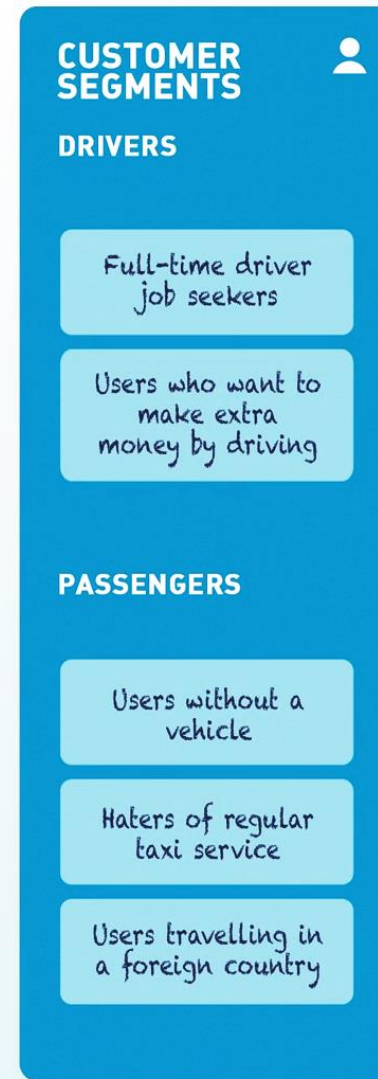 CUSTOMER
SEGMENTS
DRIVERS
Full-time driver
job seekers
Users who want to
make extra
money by driving
PASSENGERS
Users without a
vehicle
Haters of regular
taxi service
Users travelling in
a foreign country